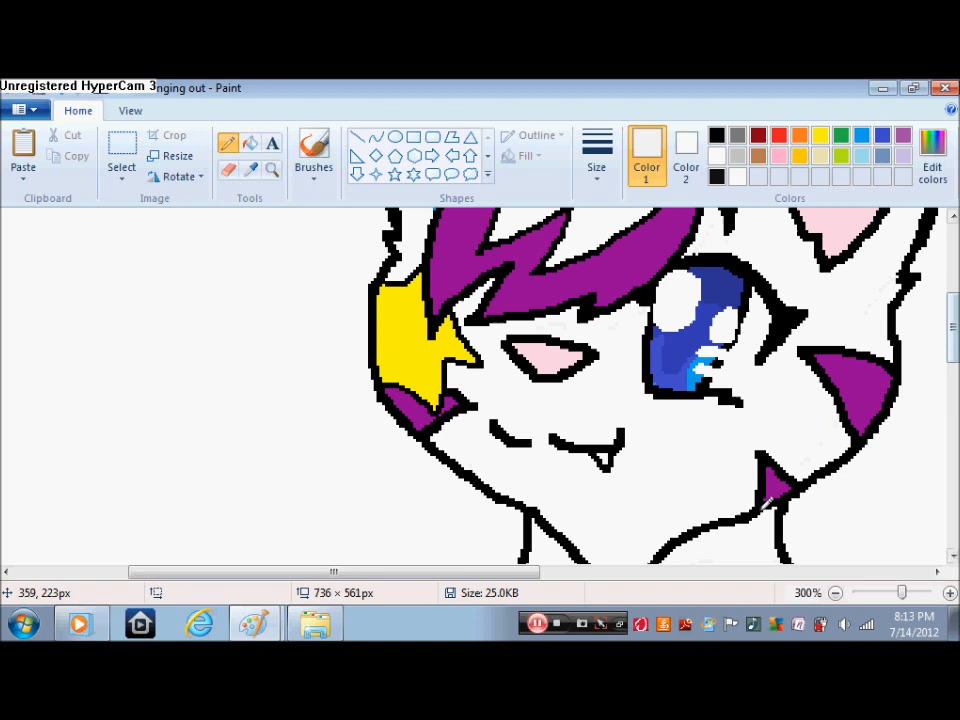 Unregistered HyperCam 3 nging out - Paint
Home View
Paste
Cut
Copy
Clipboard
Select
Crop
Resize
Rotate
Image
A
Tools
Brushes
Outline
Fill
Shapes
Size
Color 1
Color 2
Edit colors
Colors
359, 223px
736 × 561px
Size: 25.0KB
300%
8:13 PM
7/14/2012